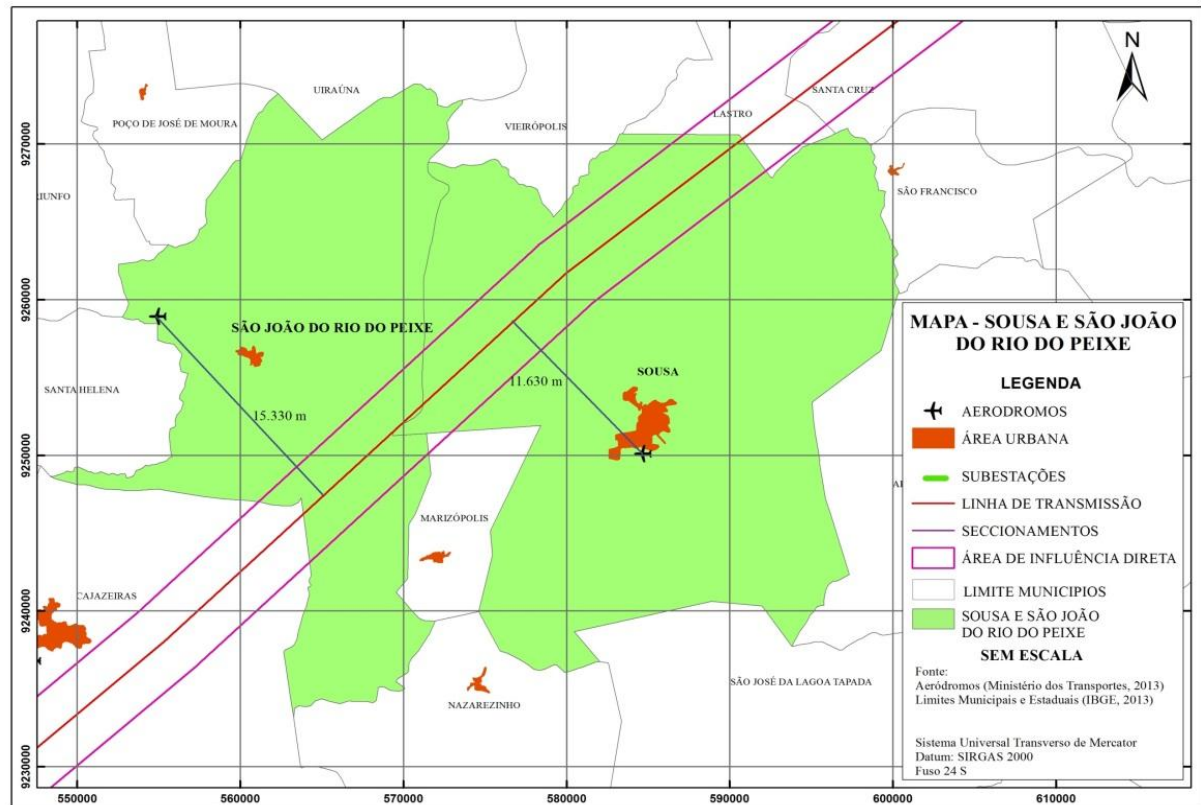 N
UIRAÚNA
SANTA CRUZ
POÇO DE JOSÉ DE MOURA
VIEIRÓPOLIS
LASTRO
RIUNFO
SÃO FRANCISCO
SÃO JOÃO DO RIO DO PEIXE
SANTA HELENA
SOUSA
11.630 m
15.330 m
MARIZÓPOLIS
CAJAZEIRAS
SÃO JOSÉ DA LAGOA TAPADA
NAZAREZINHO
9270000
9260000
9250000
9240000
9230000
550000
560000
570000
580000
590000
600000
610000
MAPA - SOUSA E SÃO JOÃO
DO RIO DO PEIXE
LEGENDA
AERODROMOS
ÁREA URBANA
SUBESTAÇÕES
LINHA DE TRANSMISSÃO
SECCIONAMENTOS
ÁREA DE INFLUÊNCIA DIRETA
LIMITE MUNICIPIOS
SOUSA E SÃO JOÃO
DO RIO DO PEIXE
SEM ESCALA
Fonte:
Aeródromos (Ministério dos Transportes, 2013)
Limites Municipais e Estaduais (IBGE, 2013)
Sistema Universal Transverso de Mercator
Datum: SIRGAS 2000
Fuso 24 S